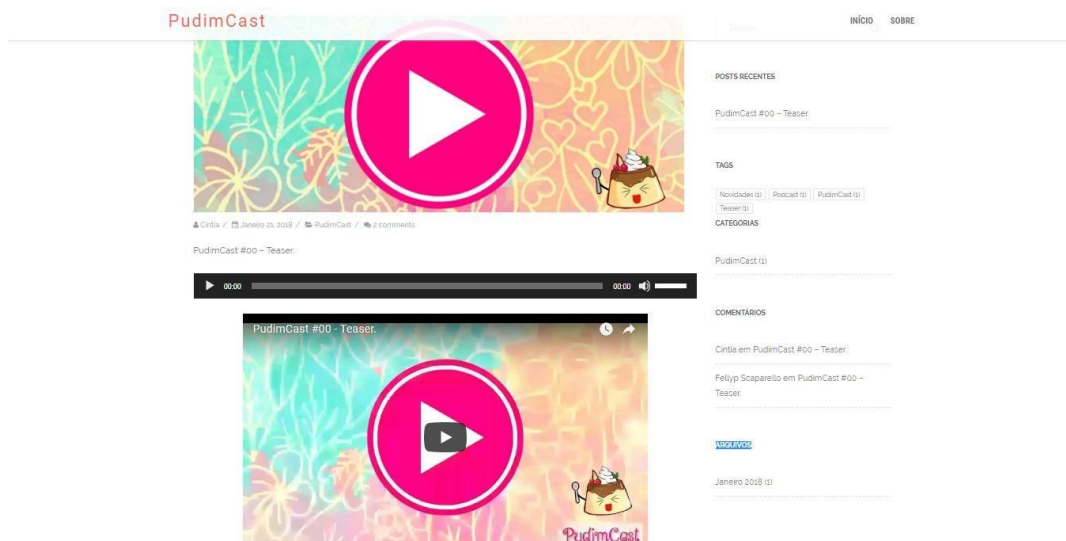 PudimCast
INÍCIO SOBRE
Cintia / Janeiro 21, 2018 / PudimCast / 2 comments
PudimCast #00 – Teaser.
00:00 00:00
PudimCast #00 - Teaser.
PudimCast
POSTS RECENTES
PudimCast #00 – Teaser.
TAGS
Novidades (1) Podcast (1) PudimCast (1)
Teaser (1)
CATEGORIAS
PudimCast (1)
COMENTÁRIOS
Cintia em PudimCast #00 – Teaser.
Fellyp Scaparello em PudimCast #00 –
Teaser.
ARQUIVOS
Janeiro 2018 (1)